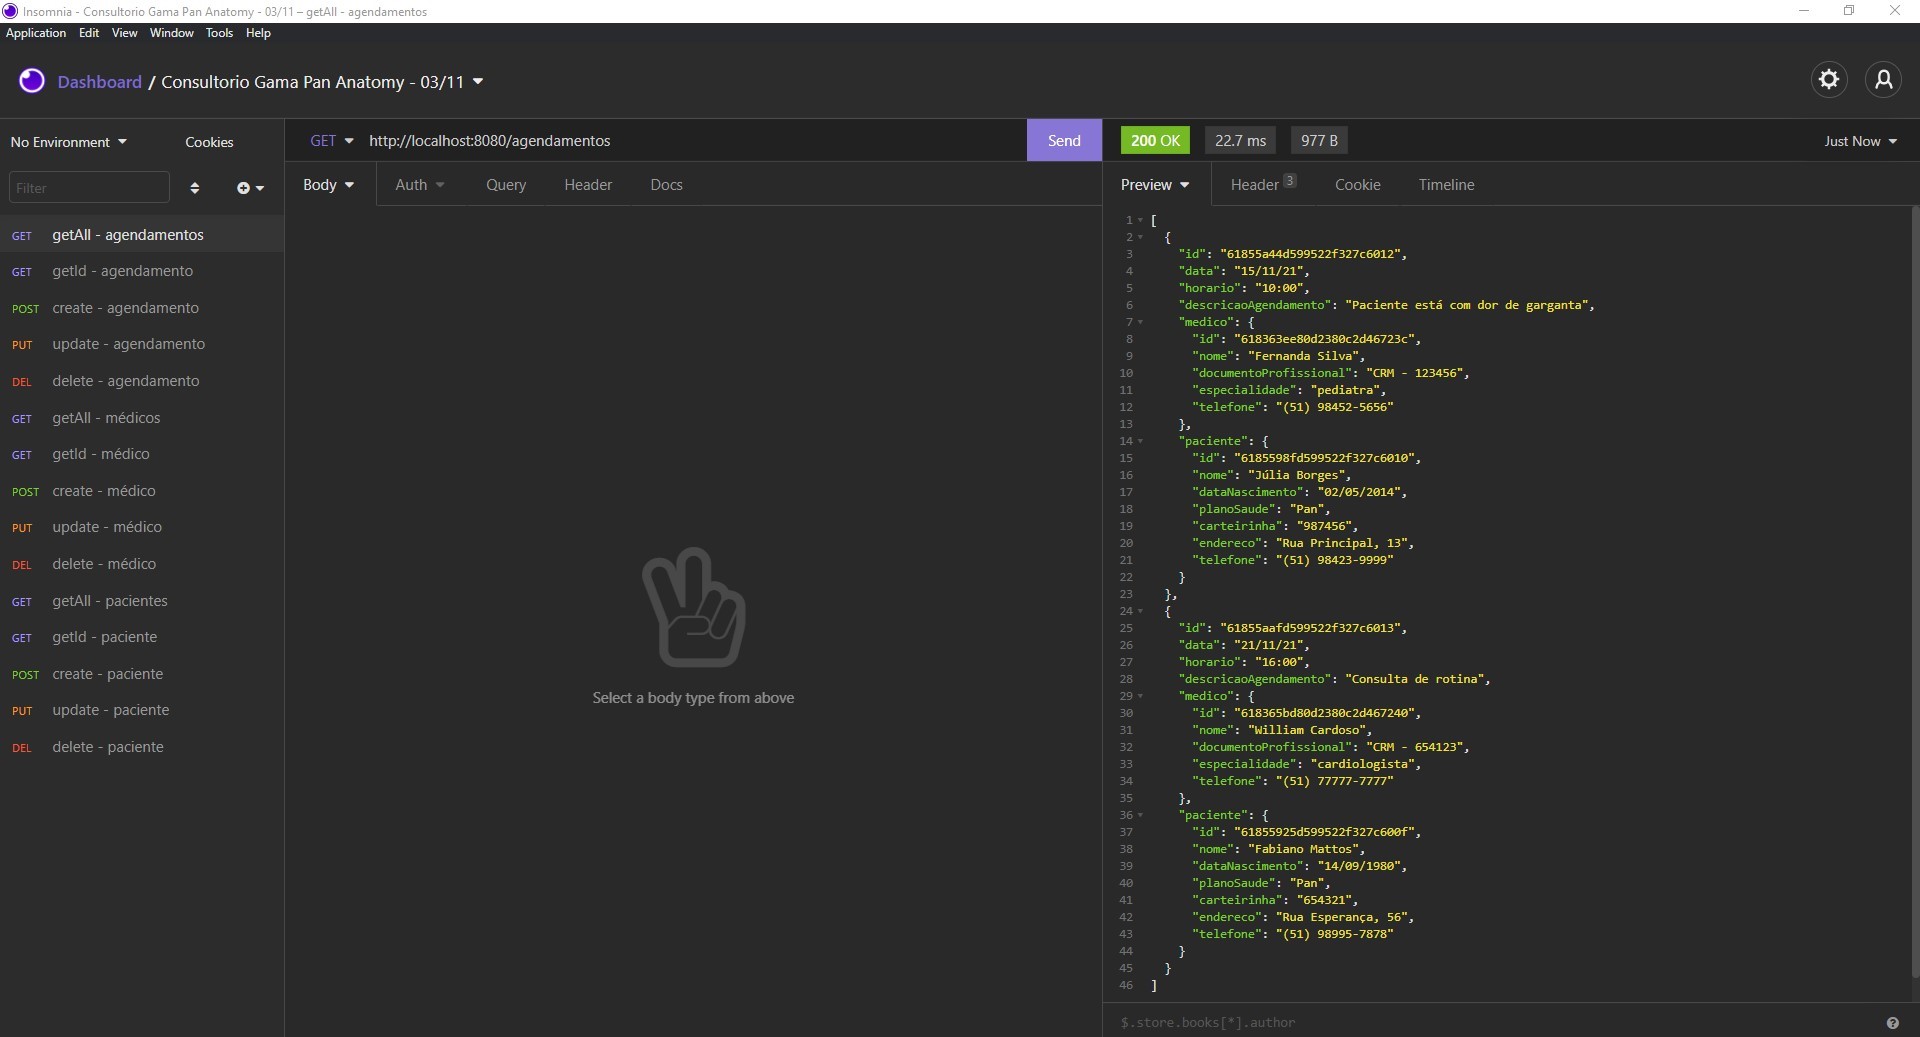 Insomnia - Consultorio Gama Pan Anatomy - 03/11 – getAll - agendamentos
Application Edit View Window Tools Help
Dashboard / Consultorio Gama Pan Anatomy - 03/11
No Environment Cookies
Filter
GET getAll - agendamentos
GET getId - agendamento
POST create - agendamento
PUT update - agendamento
DEL delete - agendamento
GET getAll - médicos
GET getId - médico
POST create - médico
PUT update - médico
DEL delete - médico
GET getAll - pacientes
GET getId - paciente
POST create - paciente
PUT update - paciente
DEL delete - paciente
GET http://localhost:8080/agendamentos Send
Body Auth Query Header Docs
Select a body type from above
200 OK 22.7 ms 977 B Just Now
Preview Header 3 Cookie Timeline
1 [
2 {
3 "id": "61855a44d599522f327c6012",
4 "data": "15/11/21",
5 "horario": "10:00",
6 "descricaoAgendamento": "Paciente está com dor de garganta",
7 "medico": {
8 "id": "618363ee80d2380c2d46723c",
9 "nome": "Fernanda Silva",
10 "documentoProfissional": "CRM - 123456",
11 "especialidade": "pediatra",
12 "telefone": "(51) 98452-5656"
13 },
14 "paciente": {
15 "id": "6185598fd599522f327c6010",
16 "nome": "Júlia Borges",
17 "dataNascimento": "02/05/2014",
18 "planoSaude": "Pan",
19 "carteirinha": "987456",
20 "endereco": "Rua Principal, 13",
21 "telefone": "(51) 98423-9999"
22 }
23 },
24 {
25 "id": "61855aafd599522f327c6013",
26 "data": "21/11/21",
27 "horario": "16:00",
28 "descricaoAgendamento": "Consulta de rotina",
29 "medico": {
30 "id": "618365bd80d2380c2d467240",
31 "nome": "William Cardoso",
32 "documentoProfissional": "CRM - 654123",
33 "especialidade": "cardiologista",
34 "telefone": "(51) 77777-7777"
35 },
36 "paciente": {
37 "id": "61855925d599522f327c600f",
38 "nome": "Fabiano Mattos",
39 "dataNascimento": "14/09/1980",
40 "planoSaude": "Pan",
41 "carteirinha": "654321",
42 "endereco": "Rua Esperança, 56",
43 "telefone": "(51) 98995-7878"
44 }
45 }
46 ]
$.store.books[*].author